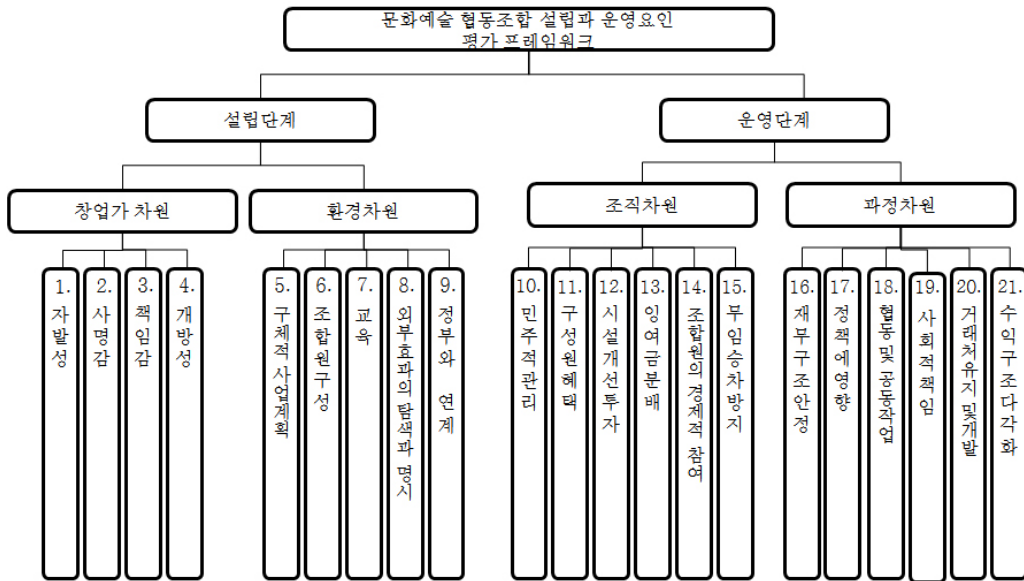 문화예술 협동조합 설립과 운영요인
평가 프레임워크
설립단계
운영단계
창업가 차원
환경차원
조직차원
과정차원
1. 자발성
2. 사명감
3. 책임감
4. 개방성
5. 구체적 사업계획
6. 조합원구성
7. 교육
8. 외부효과의 탐색과 명시
9. 정부와 연계
10. 민주적관리
11. 구성원혜택
12. 시설개선투자
13. 잉여금분배
14. 조합원의 경제적 참여
15. 무임승차방지
16. 재무구조안정
17. 정책에영향
18. 협동 및 공동작업
19. 사회적책임
20. 거래처유지 및 개발
21. 수익구조다각화